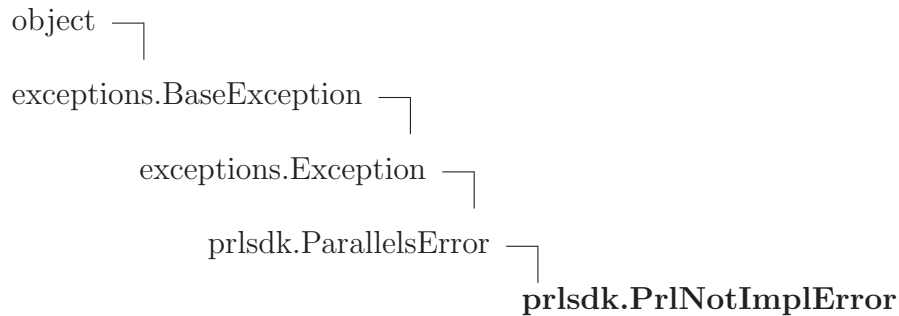 object
exceptions.BaseException
exceptions.Exception
prlsdk.ParallelsError
prlsdk.PrlNotImplError